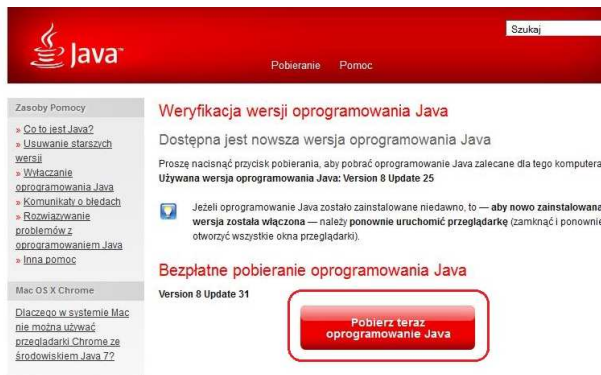 Szukaj
Java
Pobieranie Pomoc
Zasoby Pomocy
» Co to jest Java?
» Usuwanie starszych
wersji
» Wyłączanie
oprogramowania Java
» Komunikaty o błędach
» Rozwiązywanie
problemów z
oprogramowaniem Java
» Inna pomoc
Mac OS X Chrome
Dlaczego w systemie Mac
nie można używać
przeglądarki Chrome ze
środowiskiem Java 7?
Weryfikacja wersji oprogramowania Java
Dostępna jest nowsza wersja oprogramowania Java
Proszę nacisnąć przycisk pobierania, aby pobrać oprogramowanie Java zalecane dla tego komputera
Używana wersja oprogramowania Java: Version 8 Update 25
Jeżeli oprogramowanie Java zostało zainstalowane niedawno, to — aby nowo zainstalowana
wersja została włączona — należy ponownie uruchomić przeglądarkę (zamknąć i ponownie
otworzyć wszystkie okna przeglądarki).
Bezpłatne pobieranie oprogramowania Java
Version 8 Update 31
Pobierz teraz
oprogramowanie Java